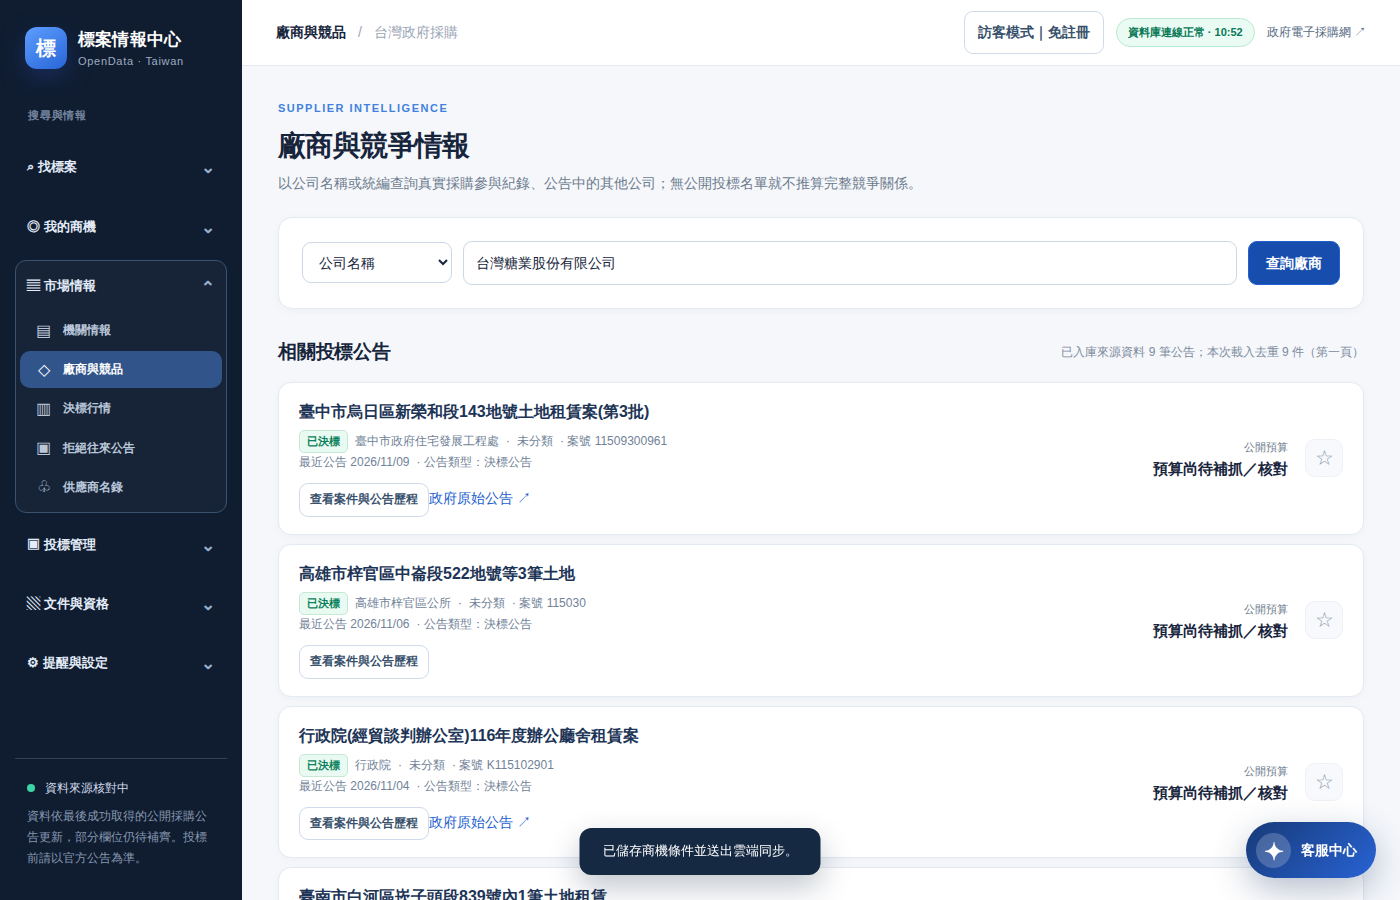 標
標案情報中心
OpenData · Taiwan
搜尋與情報
找標案
我的商機
市場情報
機關情報
廠商與競品
決標行情
拒絕往來公告
供應商名錄
投標管理
文件與資格
提醒與設定
資料來源核對中
資料依最後成功取得的公開採購公
告更新，部分欄位仍待補齊。投標
前請以官方公告為準。
廠商與競品 / 台灣政府採購
訪客模式｜免註冊
資料庫連線正常 · 10:52
政府電子採購網 ↗
SUPPLIER INTELLIGENCE
廠商與競爭情報
以公司名稱或統編查詢真實採購參與紀錄、公告中的其他公司；無公開投標名單就不推算完整競爭關係。
公司名稱
台灣糖業股份有限公司
查詢廠商
相關投標公告
已入庫來源資料 9 筆公告；本次載入去重 9 件（第一頁）
臺中市烏日區新榮和段143地號土地租賃案(第3批)
已決標 臺中市政府住宅發展工程處 · 未分類 · 案號 11509300961
最近公告 2026/11/09 · 公告類型：決標公告
查看案件與公告歷程 政府原始公告 ↗
公開預算
預算尚待補抓／核對
高雄市梓官區中崙段522地號等3筆土地
已決標 高雄市梓官區公所 · 未分類 · 案號 115030
最近公告 2026/11/06 · 公告類型：決標公告
查看案件與公告歷程
公開預算
預算尚待補抓／核對
行政院(經貿談判辦公室)116年度辦公廳舍租賃案
已決標 行政院 · 未分類 · 案號 K115102901
最近公告 2026/11/04 · 公告類型：決標公告
查看案件與公告歷程 政府原始公告 ↗
公開預算
預算尚待補抓／核對
已儲存商機條件並送出雲端同步。
客服中心
臺南市白河區崁子頭段839號內1筆土地租賃